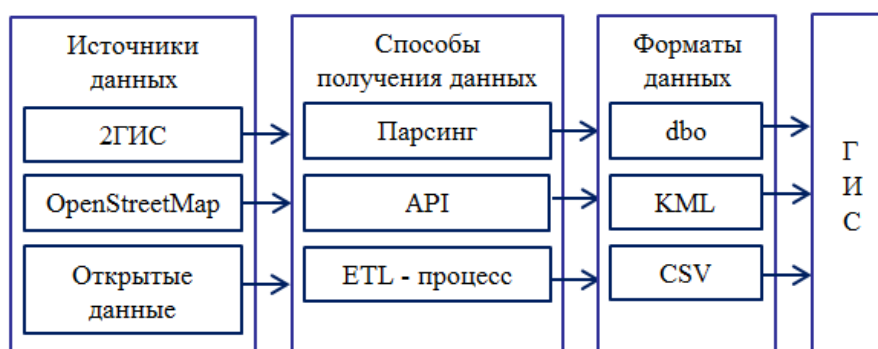 Источники
данных
2ГИС
OpenStreetMap
Открытые
данные
Способы
получения данных
Парсинг
API
ETL - процесс
Форматы
данных
dbo
KML
CSV
Г
И
С